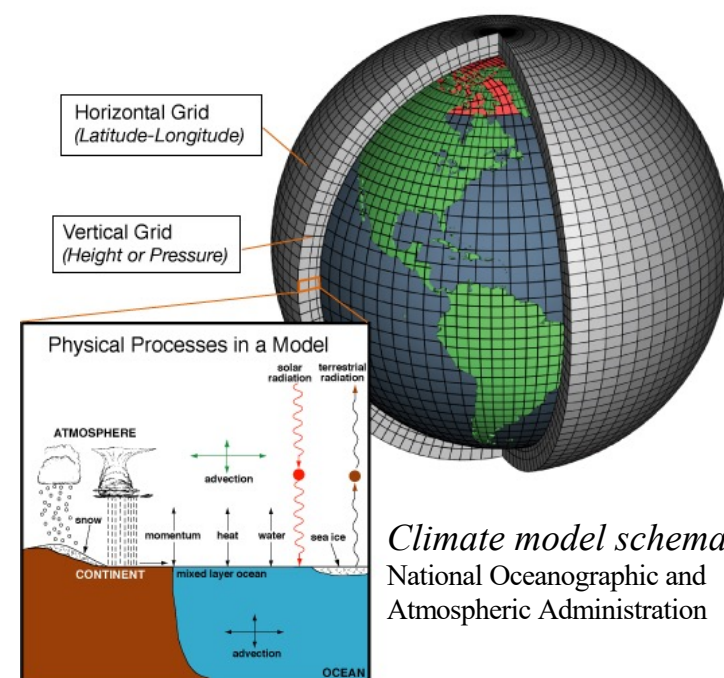 Horizontal Grid
(Latitude-Longitude)
Vertical Grid
(Height or Pressure)
Physical Processes in a Model
solar
radiation
terrestrial
radiation
ATMOSPHERE
advection
snow
momentum
heat
water
sea ice
CONTINENT
mixed layer ocean
advection
OCEAN
Climate model schema
National Oceanographic and
Atmospheric Administration